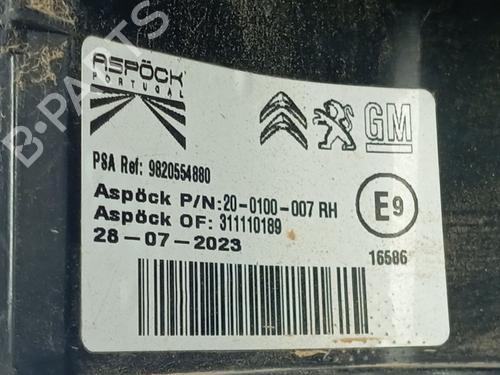 ASPÖCK
PORTUGAL
GM
PSA Ref: 9820554880
Aspöck P/N:20-0100-007 RH
Aspöck OF: 311110189
28-07-2023
E9
16586
B-PARTS